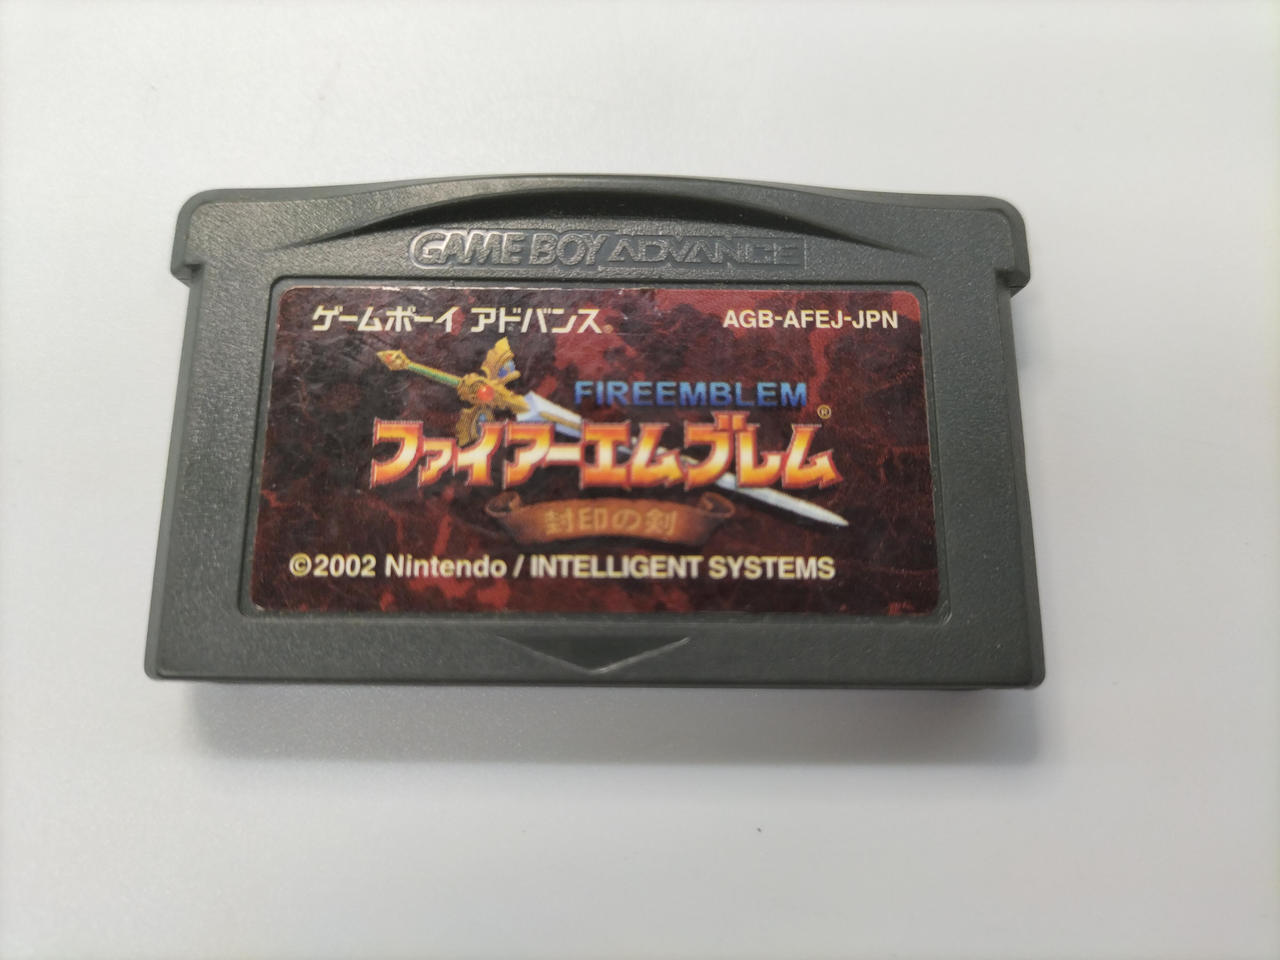 GAME BOY ADVANCE
ゲームボーイ アドバンス
AGB-AFEJ-JPN
FIREEMBLEM
ファイアーエムブレム®
封印の剣
©2002 Nintendo / INTELLIGENT SYSTEMS